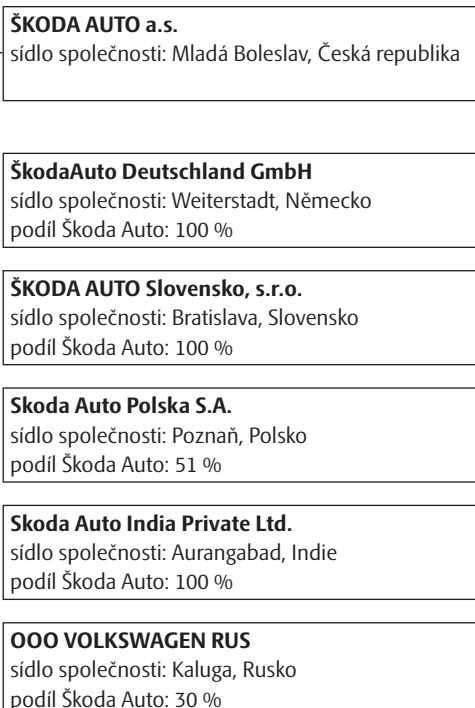 ŠKODA AUTO a.s.
sídlo společnosti: Mladá Boleslav, Česká republika
ŠkodaAuto Deutschland GmbH
sídlo společnosti: Weiterstadt, Německo
podíl Škoda Auto: 100 %
ŠKODA AUTO Slovensko, s.r.o.
sídlo společnosti: Bratislava, Slovensko
podíl Škoda Auto: 100 %
Skoda Auto Polska S.A.
sídlo společnosti: Poznaň, Polsko
podíl Škoda Auto: 51 %
Skoda Auto India Private Ltd.
sídlo společnosti: Aurangabad, Indie
podíl Škoda Auto: 100 %
OOO VOLKSWAGEN RUS
sídlo společnosti: Kaluga, Rusko
podíl Škoda Auto: 30 %